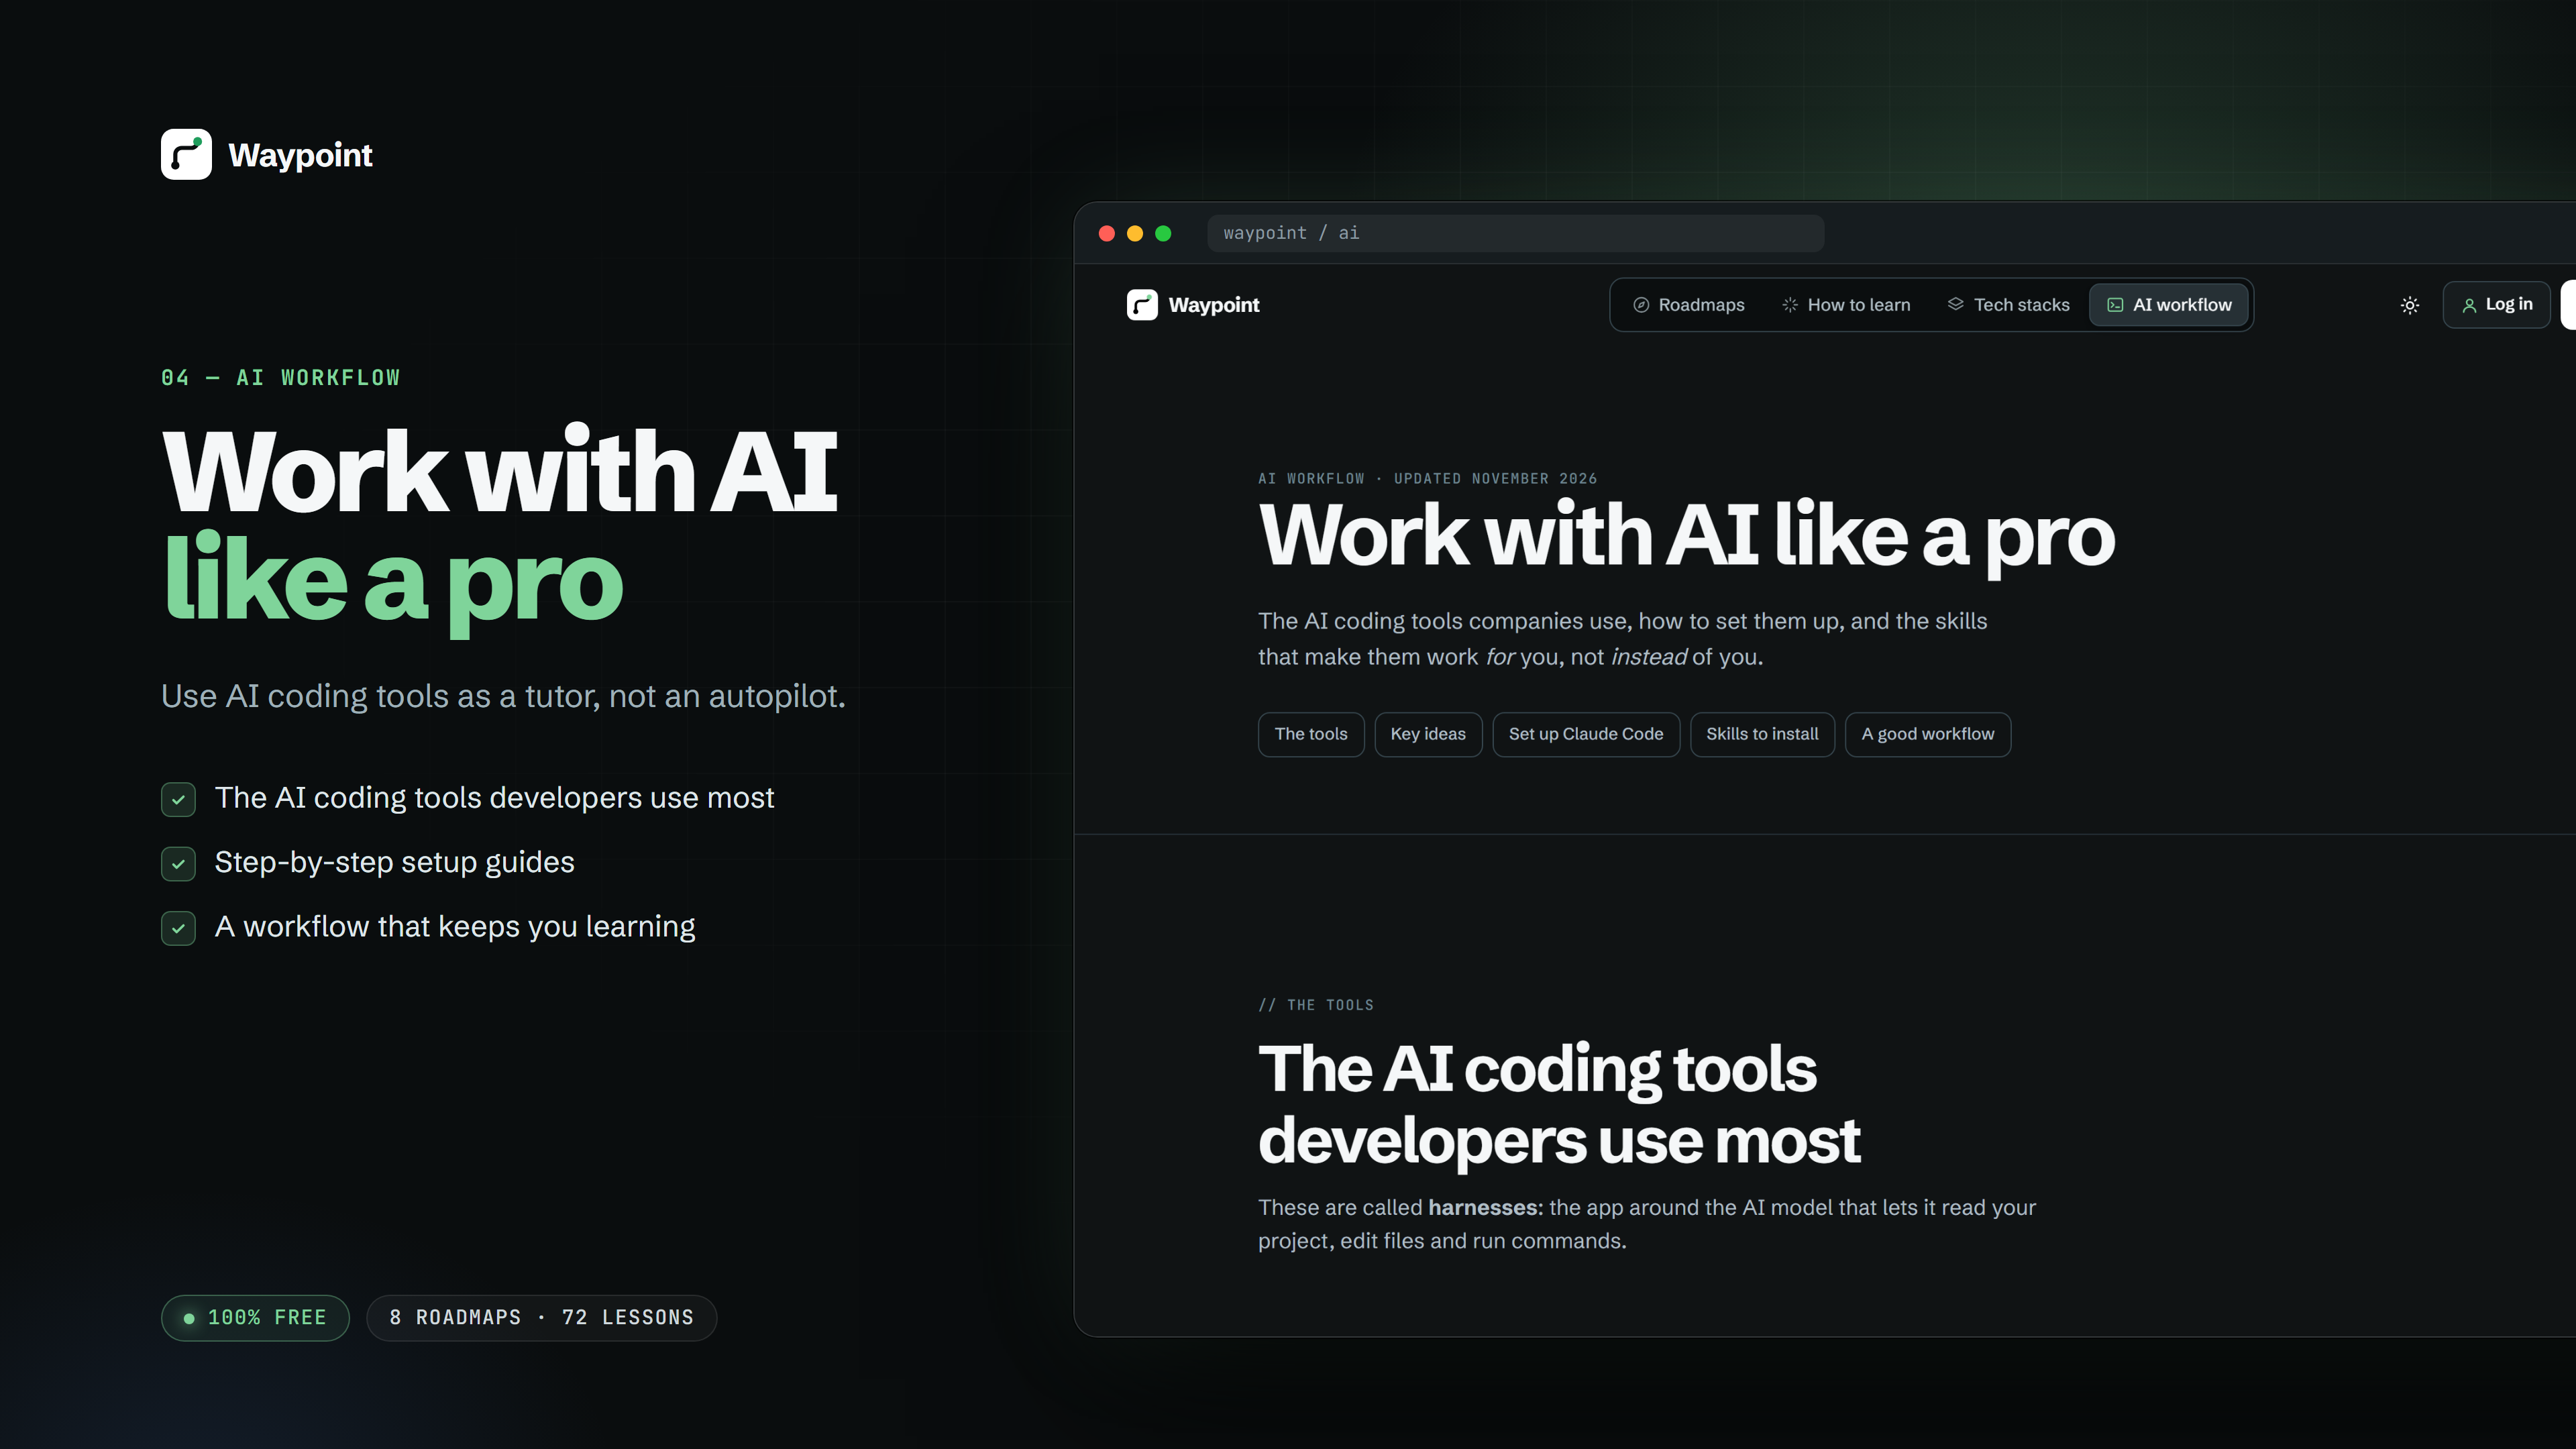 Waypoint
04 — AI WORKFLOW
Work with AI
like a pro
Use AI coding tools as a tutor, not an autopilot.
The AI coding tools developers use most
Step-by-step setup guides
A workflow that keeps you learning
100% FREE
8 ROADMAPS · 72 LESSONS
waypoint / ai
Waypoint
Roadmaps
How to learn
Tech stacks
AI workflow
Log in
AI WORKFLOW · UPDATED NOVEMBER 2026
Work with AI like a pro
The AI coding tools companies use, how to set them up, and the skills
that make them work for you, not instead of you.
The tools
Key ideas
Set up Claude Code
Skills to install
A good workflow
// THE TOOLS
The AI coding tools
developers use most
These are called harnesses: the app around the AI model that lets it read your
project, edit files and run commands.